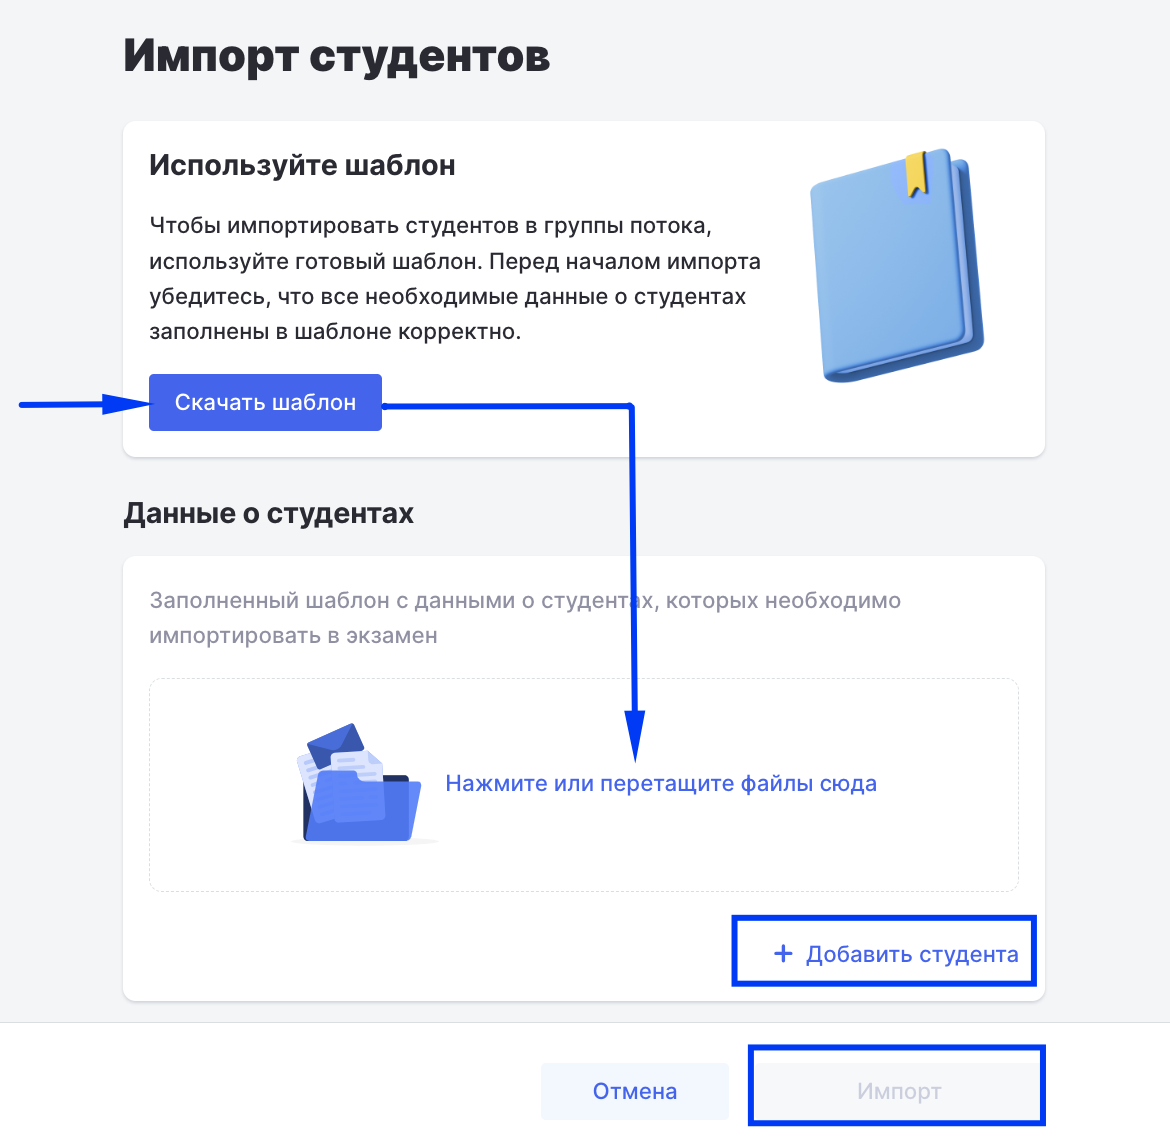 Импорт студентов
Используйте шаблон
Чтобы импортировать студентов в группы потока,
используйте готовый шаблон. Перед началом импорта
убедитесь, что все необходимые данные о студентах
заполнены в шаблоне корректно.
Скачать шаблон
Данные о студентах
Заполненный шаблон с данными о студентах, которых необходимо
импортировать в экзамен
Нажмите или перетащите файлы сюда
+ Добавить студента
Отмена
Импорт